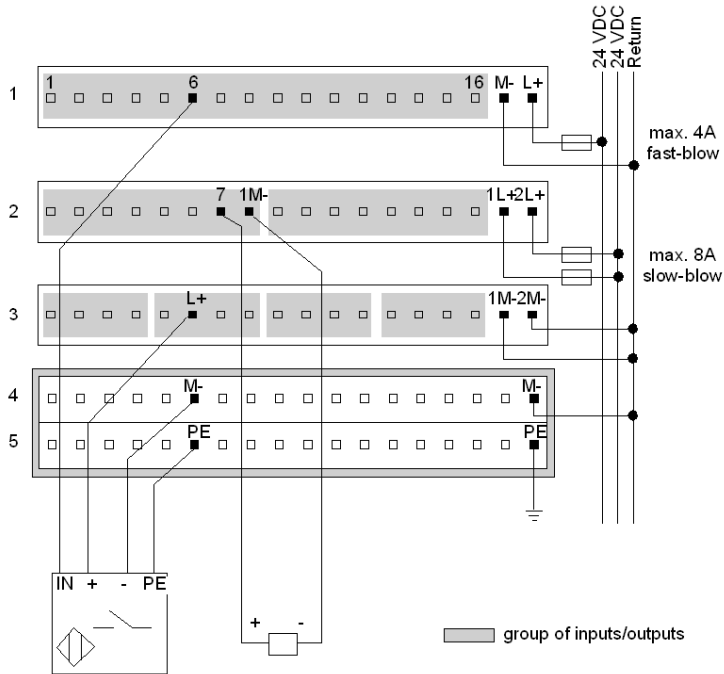 24 VDC
24 VDC
Return
1 1 6 16 M- L+
max. 4A
fast-blow
2 7 1M- 1L+2L+
max. 8A
slow-blow
3 L+ 1M-2M-
4 M- M-
5 PE PE
IN + - PE
+ -
group of inputs/outputs